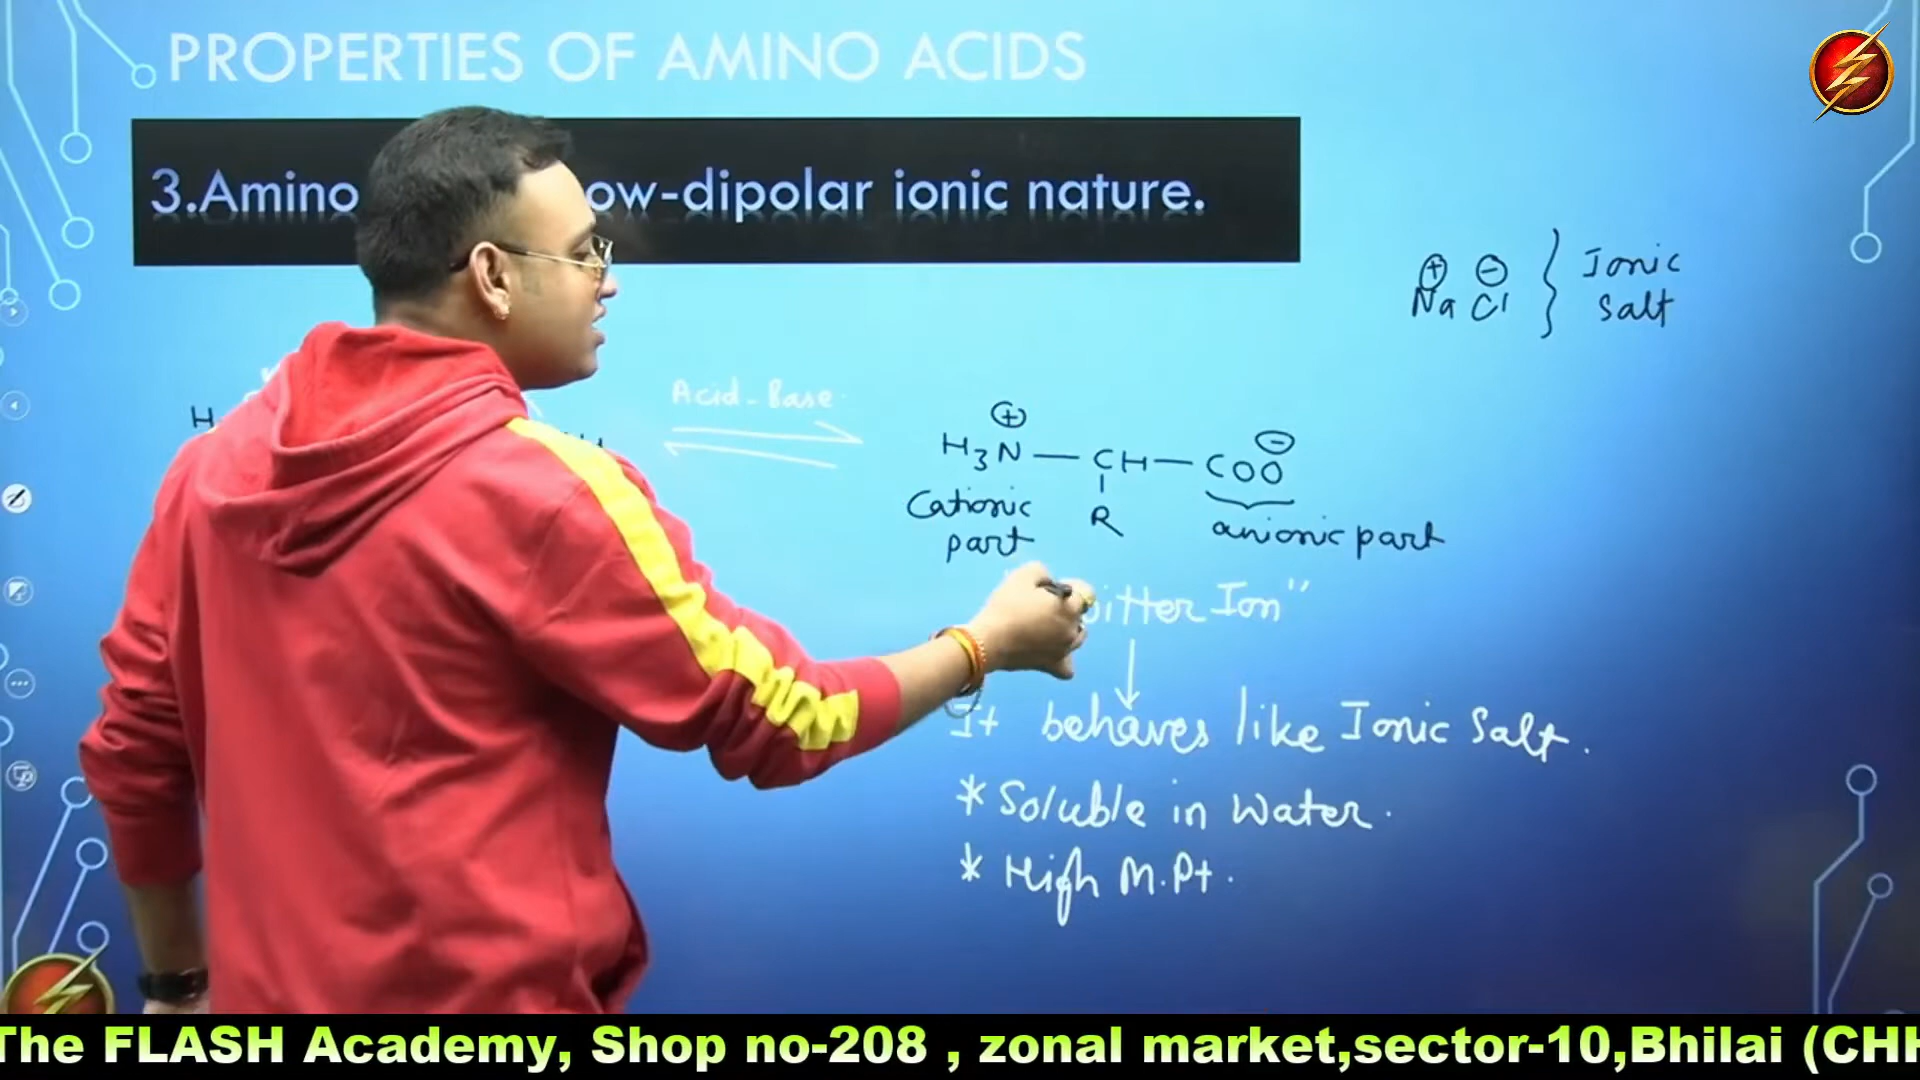 PROPERTIES OF AMINO ACIDS
3.Amino ow-dipolar ionic nature.
⊕ ⊖
Na Cl } Ionic
Salt
Acid-Base
H
⊕ ⊖
H3N — CH — COO
R
Cationic
part
anionic part
itter Ion"
It behaves like Ionic Salt.
* Soluble in Water.
* High M.Pt.
The FLASH Academy, Shop no-208 , zonal market,sector-10,Bhilai (CHH